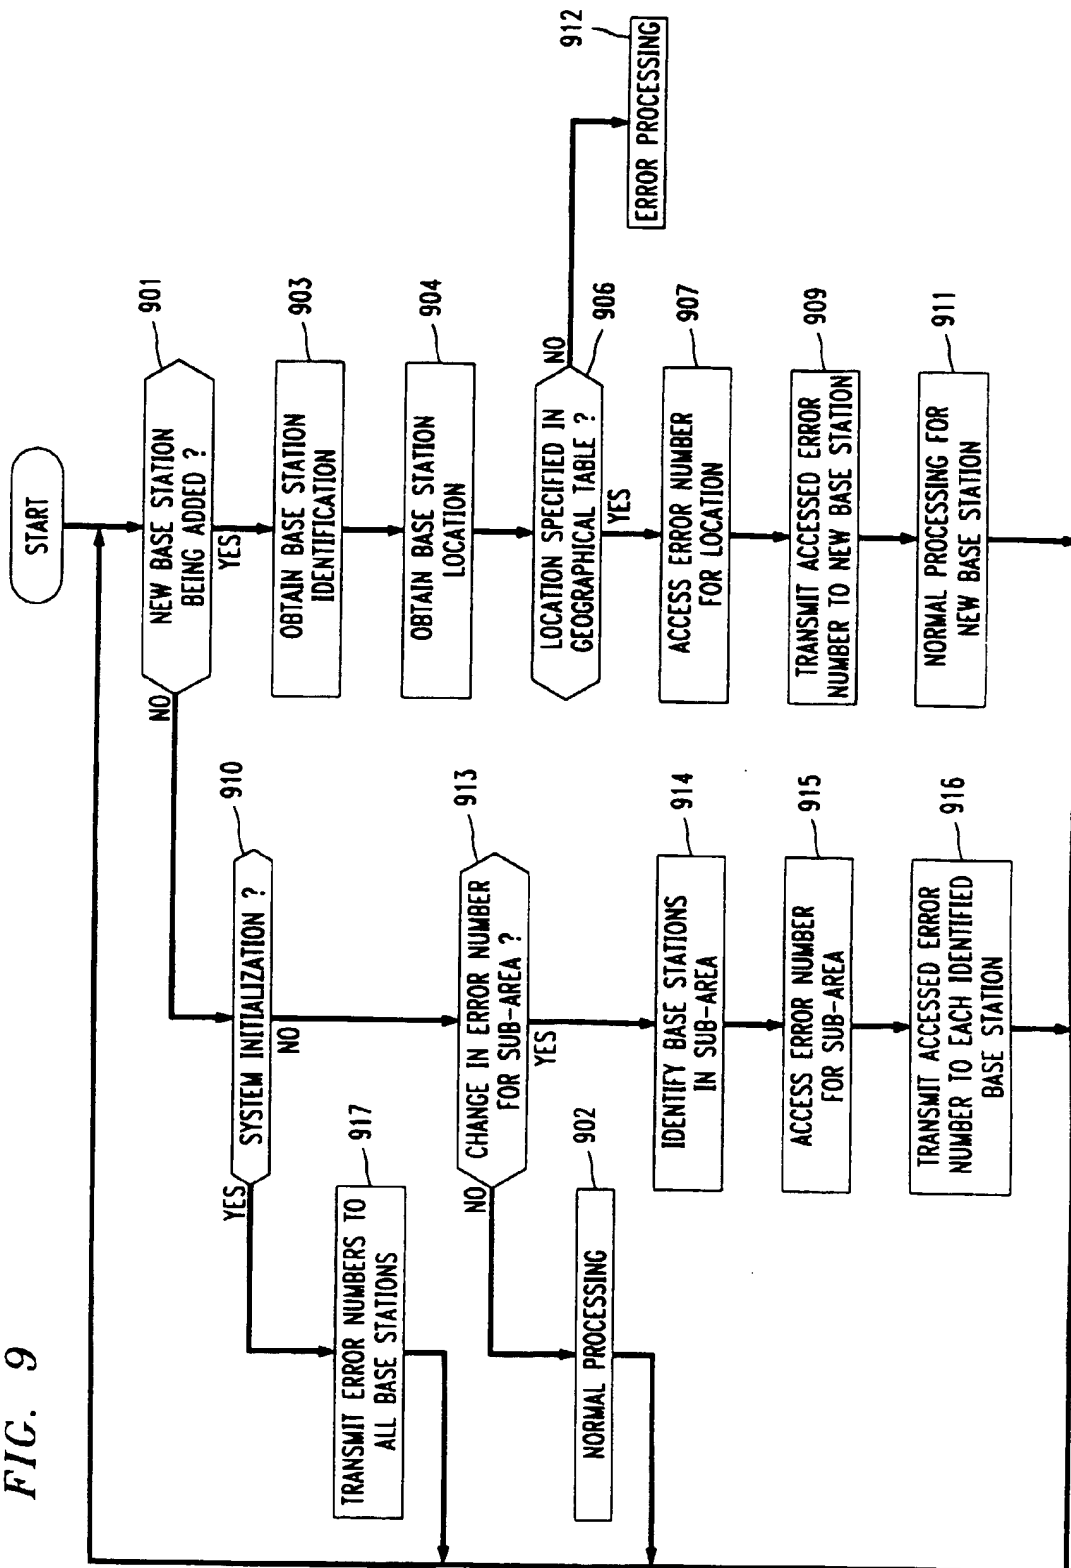 FIG. 9
START
901
NEW BASE STATION
BEING ADDED ?
NO
YES
903
OBTAIN BASE STATION
IDENTIFICATION
904
OBTAIN BASE STATION
LOCATION
906
LOCATION SPECIFIED IN
GEOGRAPHICAL TABLE ?
NO
YES
912
ERROR PROCESSING
907
ACCESS ERROR NUMBER
FOR LOCATION
909
TRANSMIT ACCESSED ERROR
NUMBER TO NEW BASE STATION
911
NORMAL PROCESSING FOR
NEW BASE STATION
910
SYSTEM INITIALIZATION ?
YES
NO
917
TRANSMIT ERROR NUMBERS TO
ALL BASE STATIONS
913
CHANGE IN ERROR NUMBER
FOR SUB-AREA ?
NO
YES
902
NORMAL PROCESSING
914
IDENTIFY BASE STATIONS
IN SUB-AREA
915
ACCESS ERROR NUMBER
FOR SUB-AREA
916
TRANSMIT ACCESSED ERROR
NUMBER TO EACH IDENTIFIED
BASE STATION